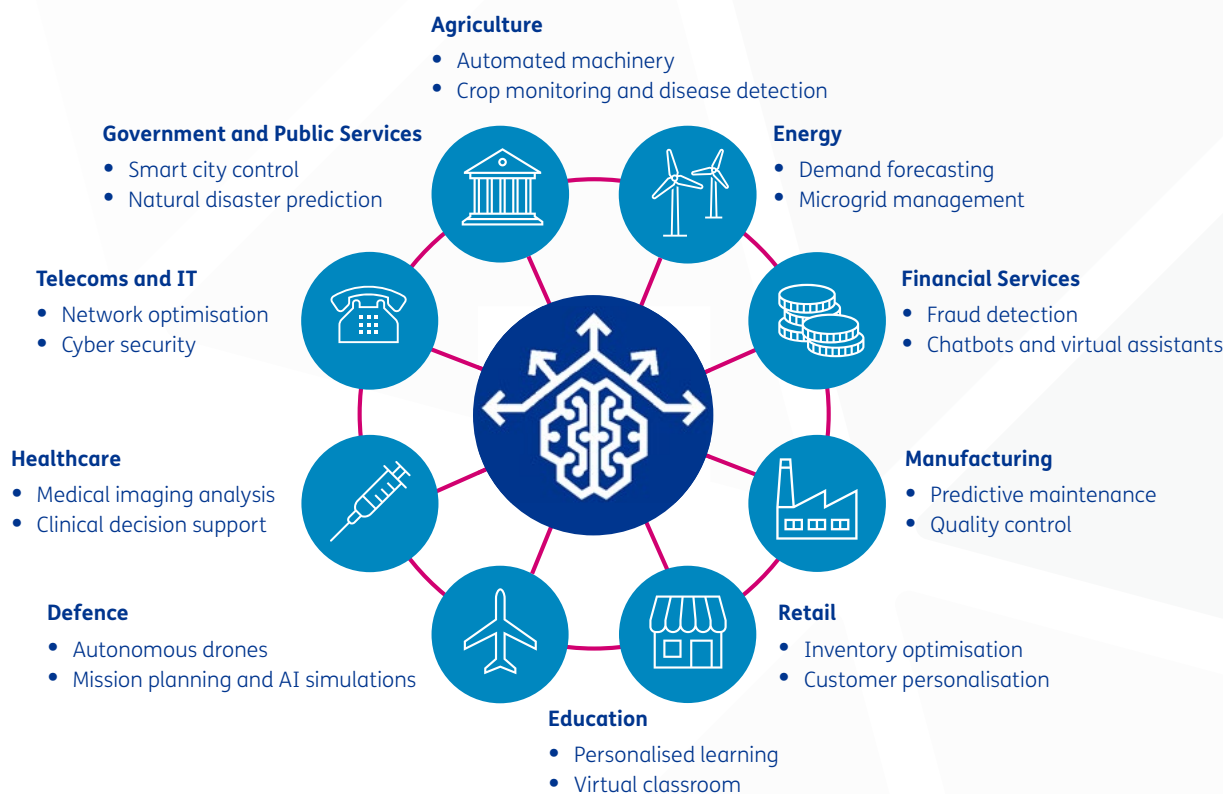 Agriculture
• Automated machinery
• Crop monitoring and disease detection
Government and Public Services
• Smart city control
• Natural disaster prediction
Energy
• Demand forecasting
• Microgrid management
Telecoms and IT
• Network optimisation
• Cyber security
Financial Services
• Fraud detection
• Chatbots and virtual assistants
Healthcare
• Medical imaging analysis
• Clinical decision support
Manufacturing
• Predictive maintenance
• Quality control
Defence
• Autonomous drones
• Mission planning and AI simulations
Retail
• Inventory optimisation
• Customer personalisation
Education
• Personalised learning
• Virtual classroom